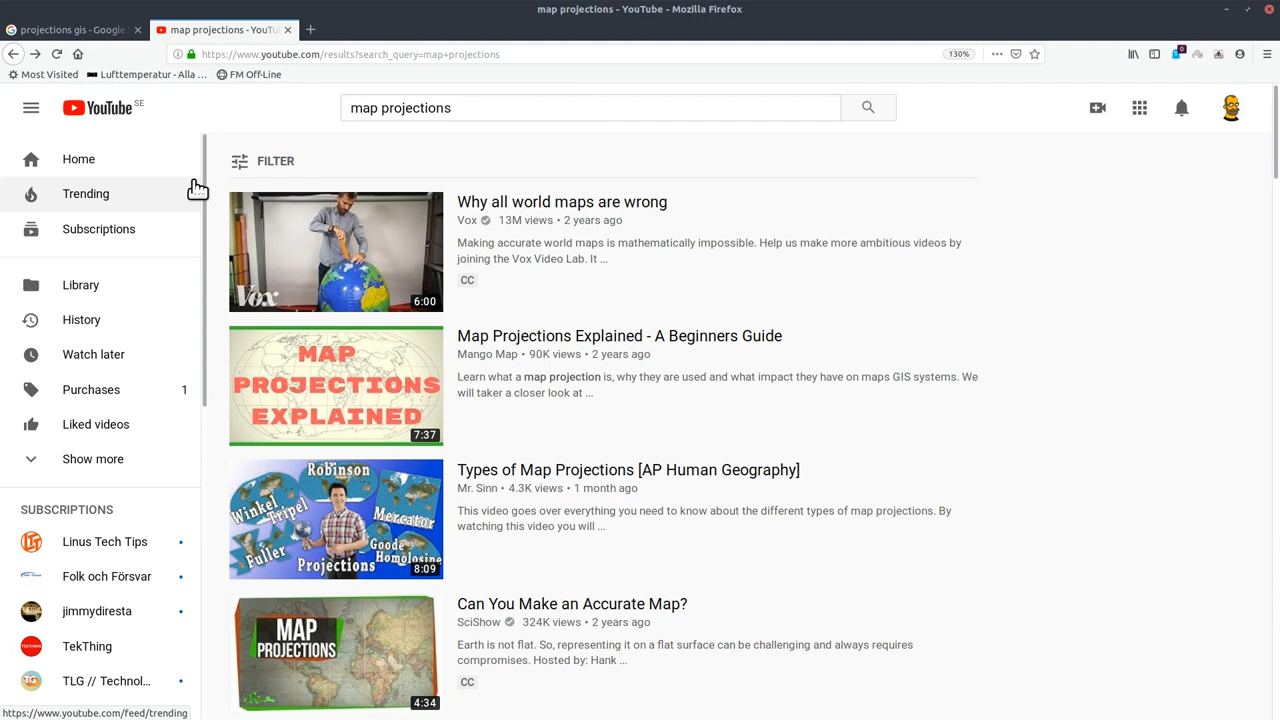 map projections - YouTube - Mozilla Firefox
projections gis - Google
map projections - YouTu
https://www.youtube.com/results?search_query=map+projections
130%
0
Most Visited
Lufttemperatur - Alla ...
FM Off-Line
YouTube SE
map projections
Home
Trending
Subscriptions
Library
History
Watch later
Purchases 1
Liked videos
Show more
SUBSCRIPTIONS
Linus Tech Tips
Folk och Försvar
jimmydiresta
TekThing
TLG // Technol...
https://www.youtube.com/feed/trending
FILTER
Vox
6:00
Why all world maps are wrong
Vox 13M views • 2 years ago
Making accurate world maps is mathematically impossible. Help us make more ambitious videos by
joining the Vox Video Lab. It ...
CC
MAP
PROJECTIONS
EXPLAINED
7:37
Map Projections Explained - A Beginners Guide
Mango Map • 90K views • 2 years ago
Learn what a map projection is, why they are used and what impact they have on maps GIS systems. We
will taker a closer look at ...
Robinson
Winkel Tripel
Mercator
Fuller
Goode Homolosine
Projections
8:09
Types of Map Projections [AP Human Geography]
Mr. Sinn • 4.3K views • 1 month ago
This video goes over everything you need to know about the different types of map projections. By
watching this video you will ...
MAP
PROJECTIONS
4:34
Can You Make an Accurate Map?
SciShow 324K views • 2 years ago
Earth is not flat. So, representing it on a flat surface can be challenging and always requires
compromises. Hosted by: Hank ...
CC